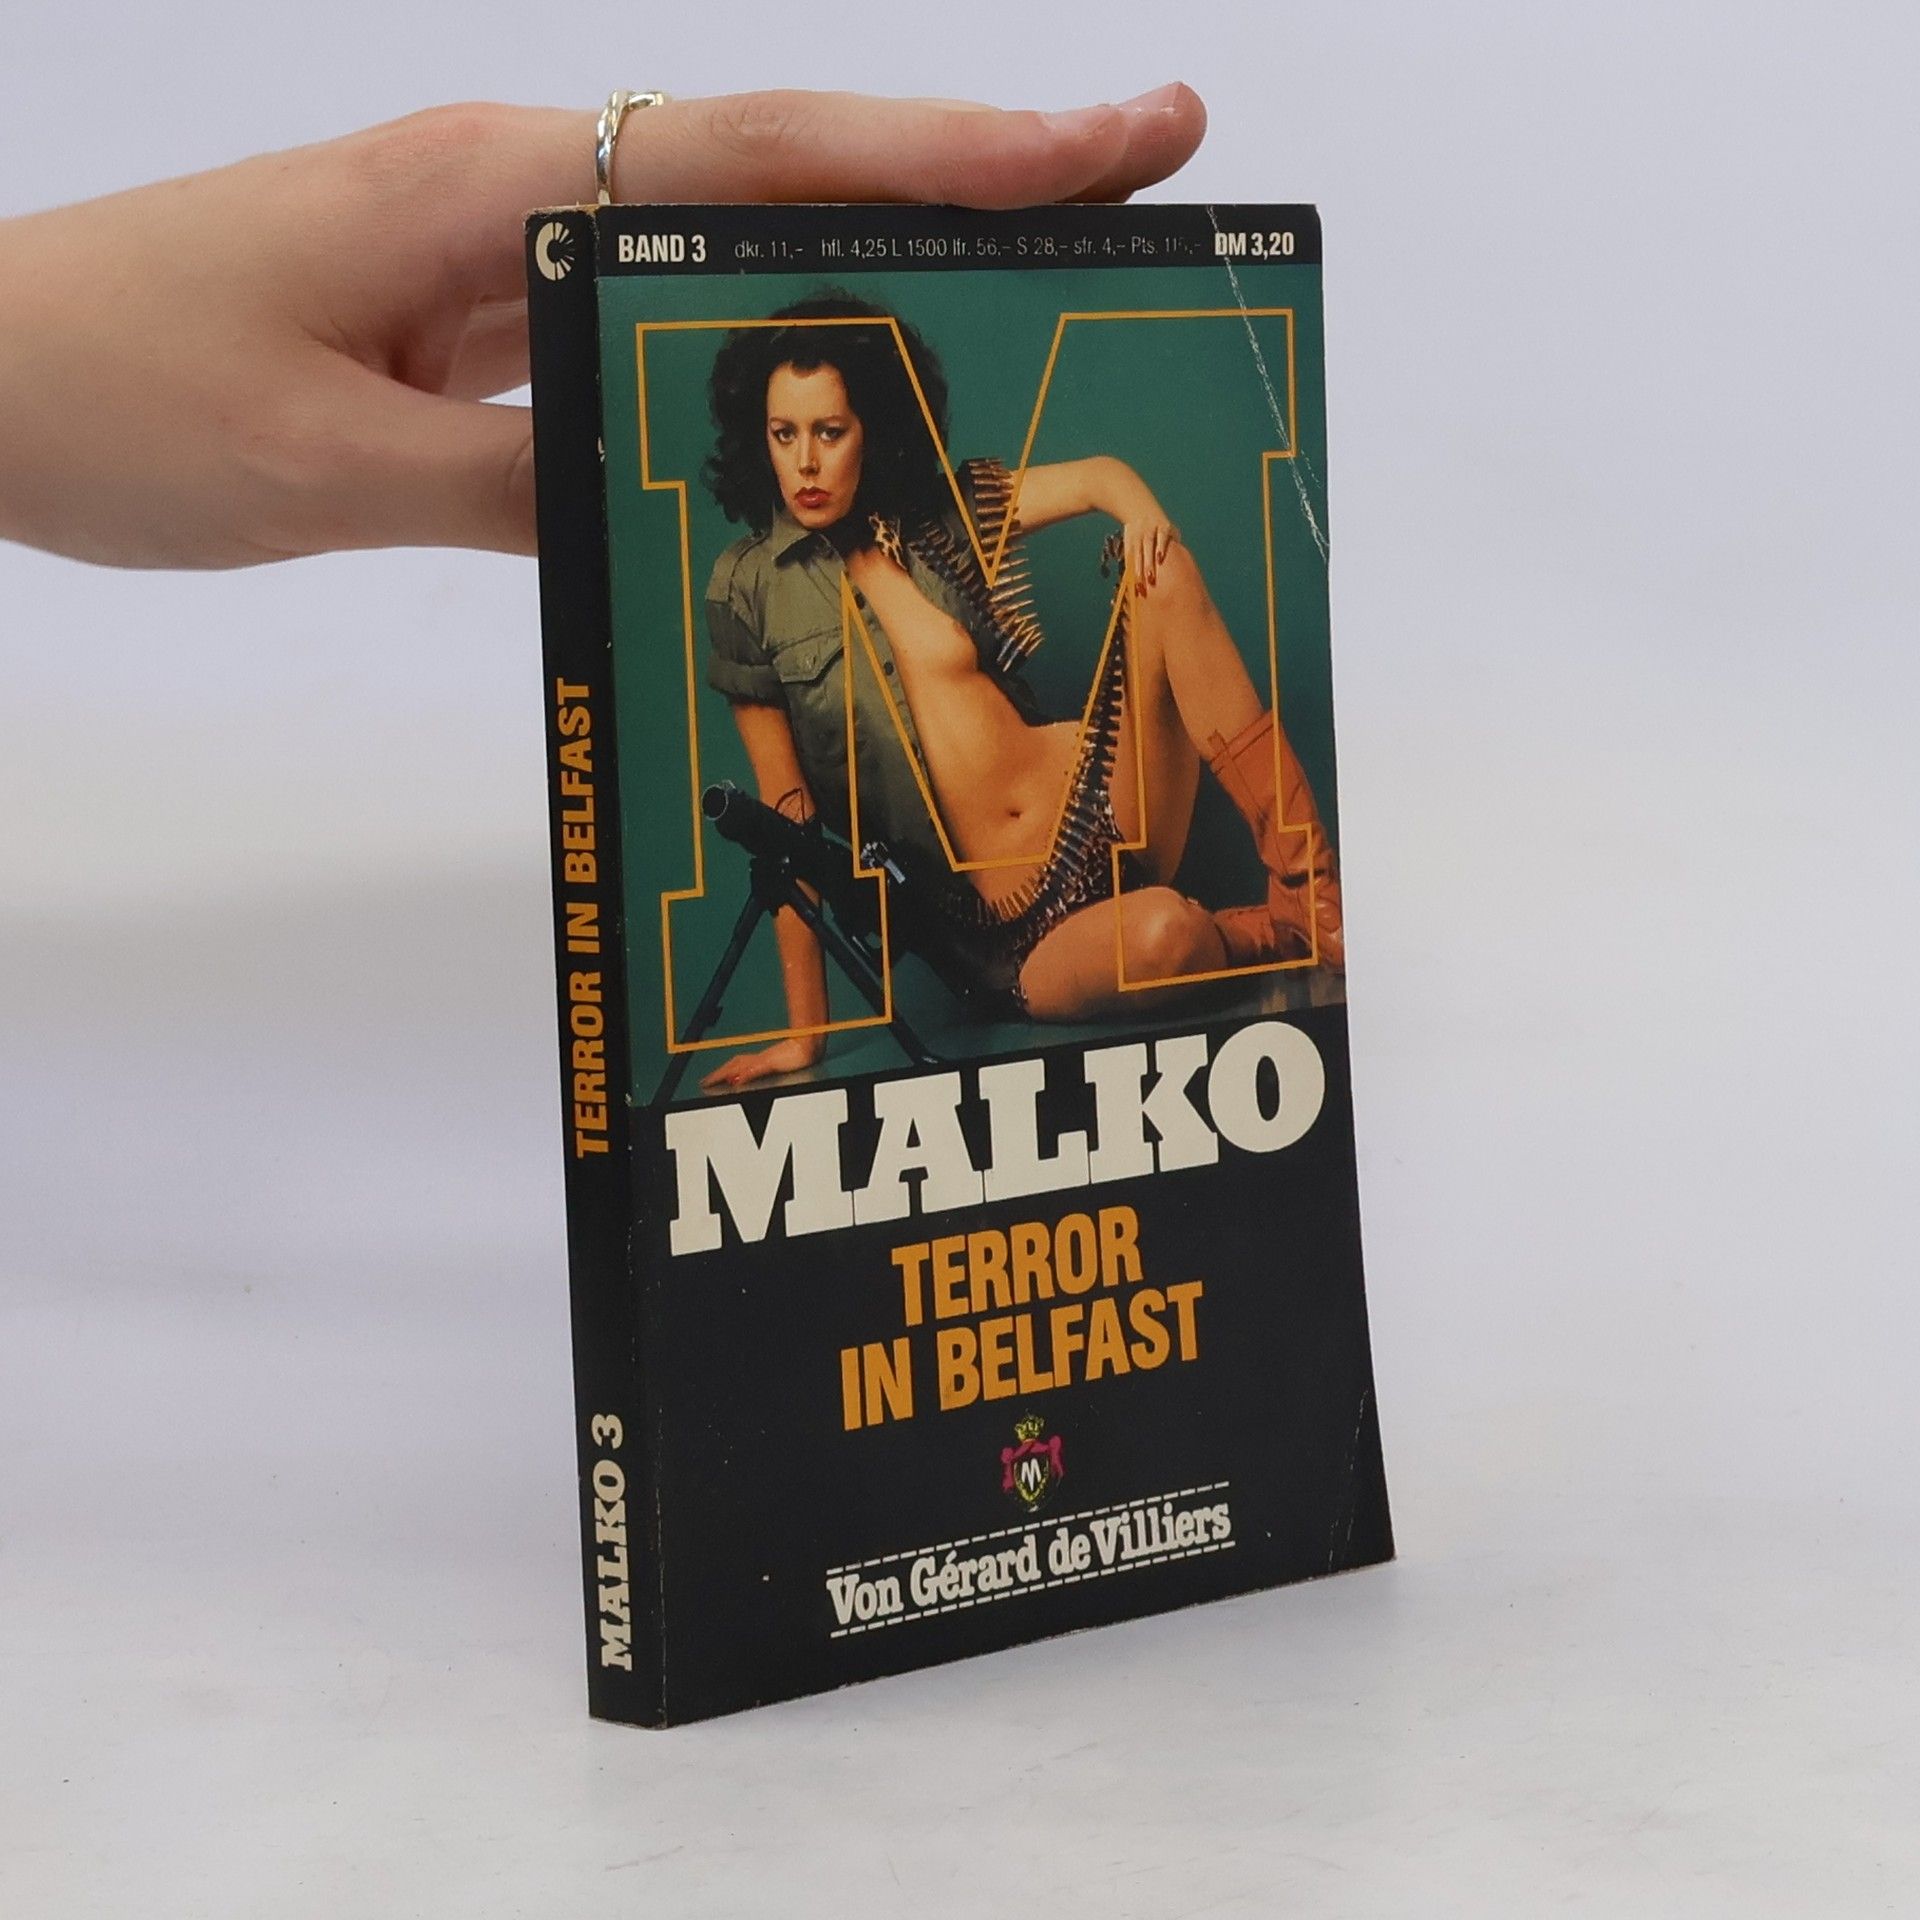 BAND 3 dkr. 11,- hfl. 4,25 L 1500 lfr. 56,- S 28,- sfr. 4,- Pts. DM 3,20
M
MALKO
TERROR
IN BELFAST
M
Von Gérard de Villiers
TERROR IN BELFAST
MALKO 3